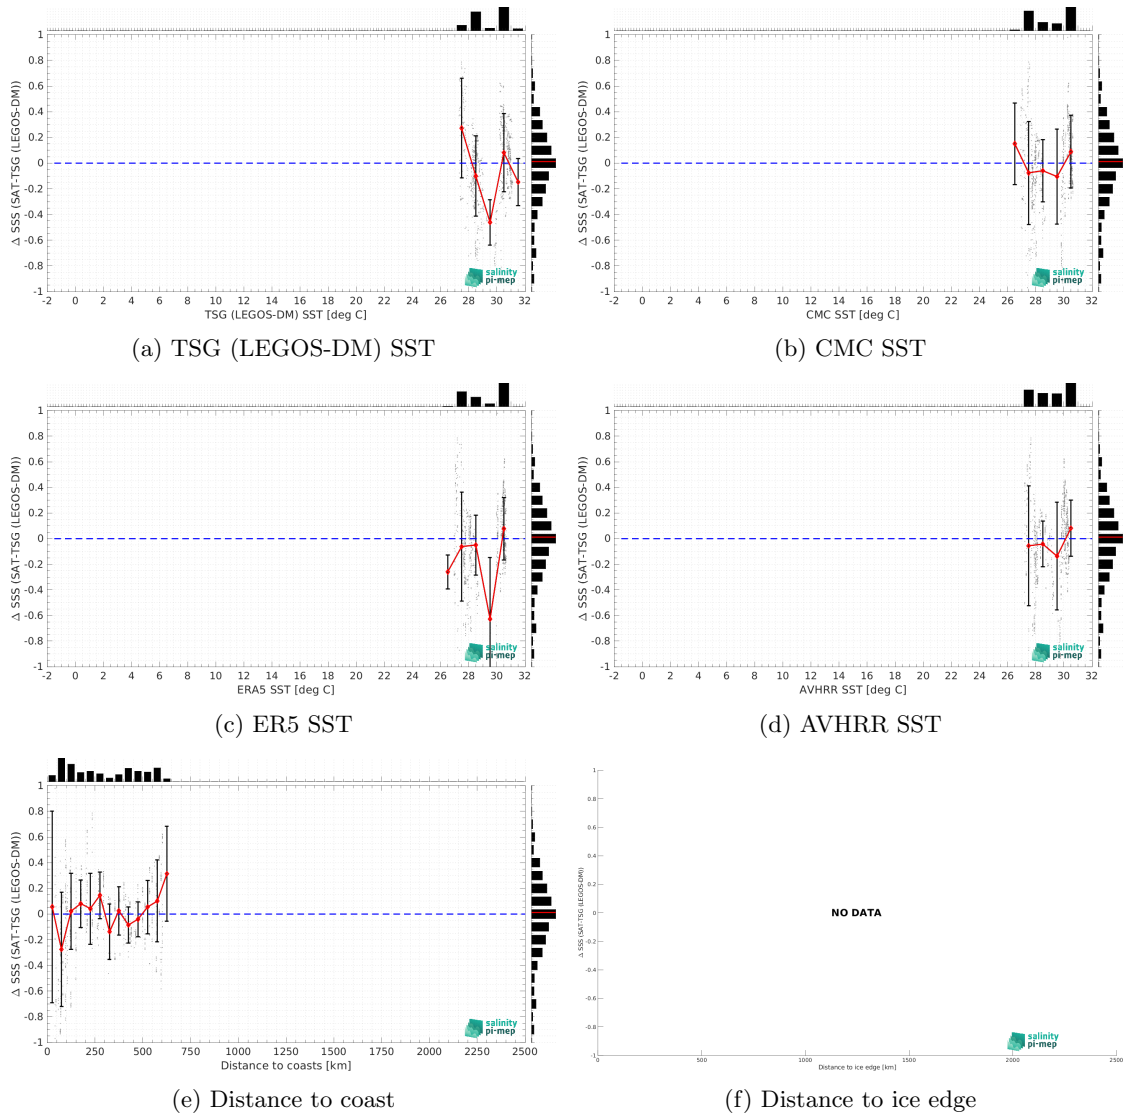 1
0.8
0.6
0.4
0.2
0
-0.2
-0.4
-0.6
-0.8
-1
Δ SSS (SAT-TSG (LEGOS-DM))
salinity
pi-mep
-2 0 2 4 6 8 10 12 14 16 18 20 22 24 26 28 30 32
TSG (LEGOS-DM) SST [deg C]
(a) TSG (LEGOS-DM) SST
1
0.8
0.6
0.4
0.2
0
-0.2
-0.4
-0.6
-0.8
-1
Δ SSS (SAT-TSG (LEGOS-DM))
salinity
pi-mep
-2 0 2 4 6 8 10 12 14 16 18 20 22 24 26 28 30 32
CMC SST [deg C]
(b) CMC SST
1
0.8
0.6
0.4
0.2
0
-0.2
-0.4
-0.6
-0.8
-1
Δ SSS (SAT-TSG (LEGOS-DM))
salinity
pi-mep
-2 0 2 4 6 8 10 12 14 16 18 20 22 24 26 28 30 32
ERA5 SST [deg C]
(c) ER5 SST
1
0.8
0.6
0.4
0.2
0
-0.2
-0.4
-0.6
-0.8
-1
Δ SSS (SAT-TSG (LEGOS-DM))
salinity
pi-mep
-2 0 2 4 6 8 10 12 14 16 18 20 22 24 26 28 30 32
AVHRR SST [deg C]
(d) AVHRR SST
1
0.8
0.6
0.4
0.2
0
-0.2
-0.4
-0.6
-0.8
-1
Δ SSS (SAT-TSG (LEGOS-DM))
salinity
pi-mep
0 250 500 750 1000 1250 1500 1750 2000 2250 2500
Distance to coasts [km]
(e) Distance to coast
1
0.8
0.6
0.4
0.2
0
-0.2
-0.4
-0.6
-0.8
-1
Δ SSS (SAT-TSG (LEGOS-DM))
NO DATA
salinity
pi-mep
0 500 1000 1500 2000 2500
Distance to ice edge [km]
(f) Distance to ice edge